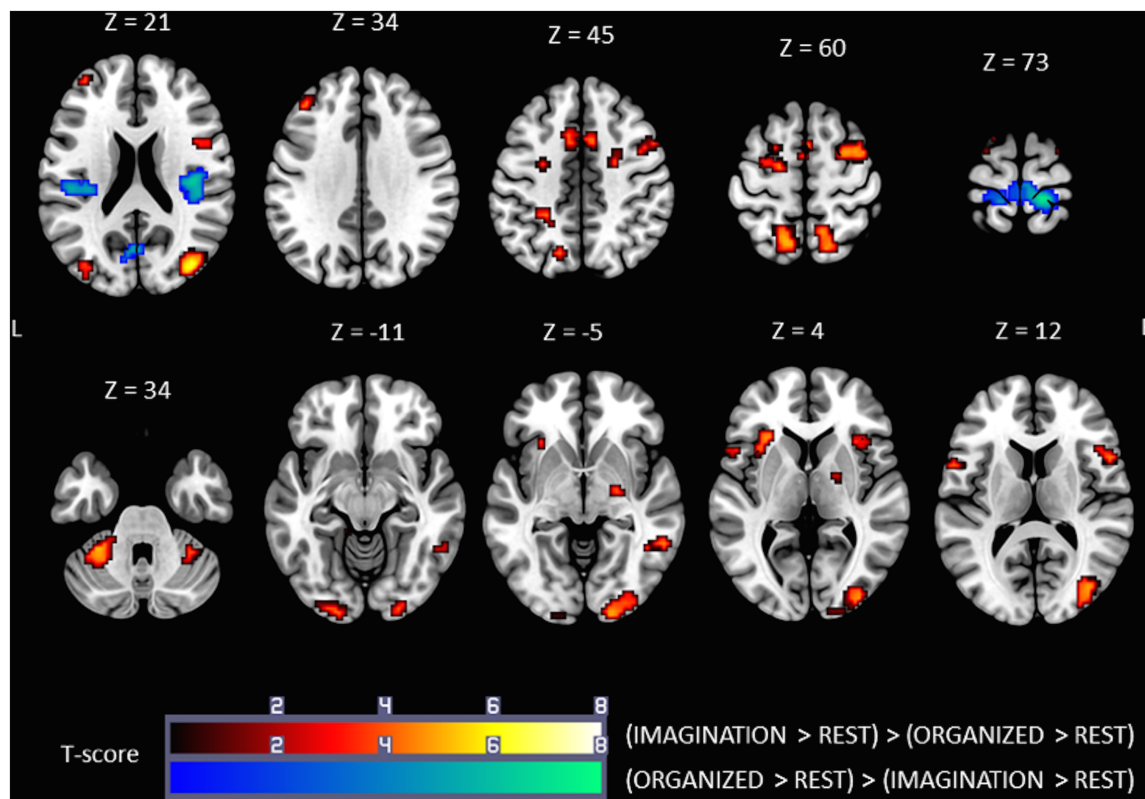 Z = 21
Z = 34
Z = 45
Z = 60
Z = 73
L
Z = 34
Z = -11
Z = -5
Z = 4
Z = 12
2 4 6 8
T-score
2 4 6 8
(IMAGINATION > REST) > (ORGANIZED > REST)
(ORGANIZED > REST) > (IMAGINATION > REST)